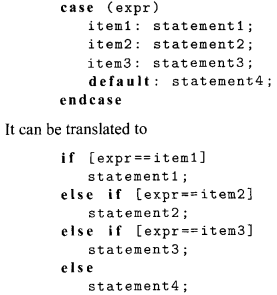 case (expr)
item1: statement1;
item2: statement2;
item3: statement3;
default: statement4;
endcase
It can be translated to
if [expr==item1]
statement1;
else if [expr==item2]
statement2;
else if [expr==item3]
statement3;
else
statement4;